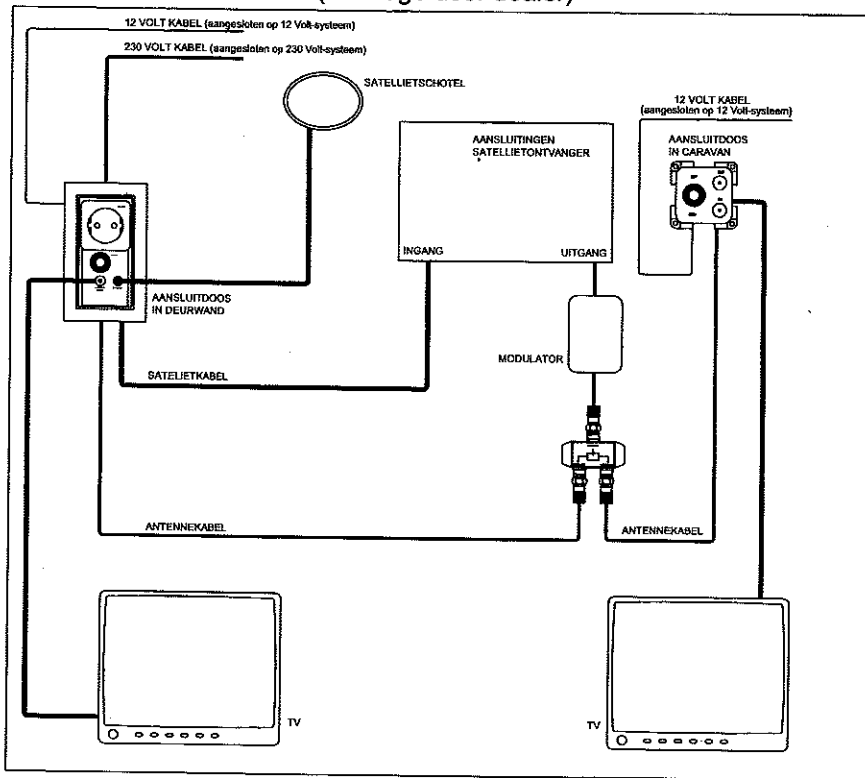 12 VOLT KABEL (aangesloten op 12 Volt-systeem)
230 VOLT KABEL (aangesloten op 230 Volt-systeem)
SATELLIETSCHOTEL
12 VOLT KABEL
(aangesloten op 12 Volt-systeem)
AANSLUITINGEN
SATELLIETONTVANGER
AANSLUITDOOS
IN CARAVAN
INGANG
UITGANG
AANSLUITDOOS
IN DEURWAND
MODULATOR
SATELIETKABEL
ANTENNEKABEL
ANTENNEKABEL
TV
TV